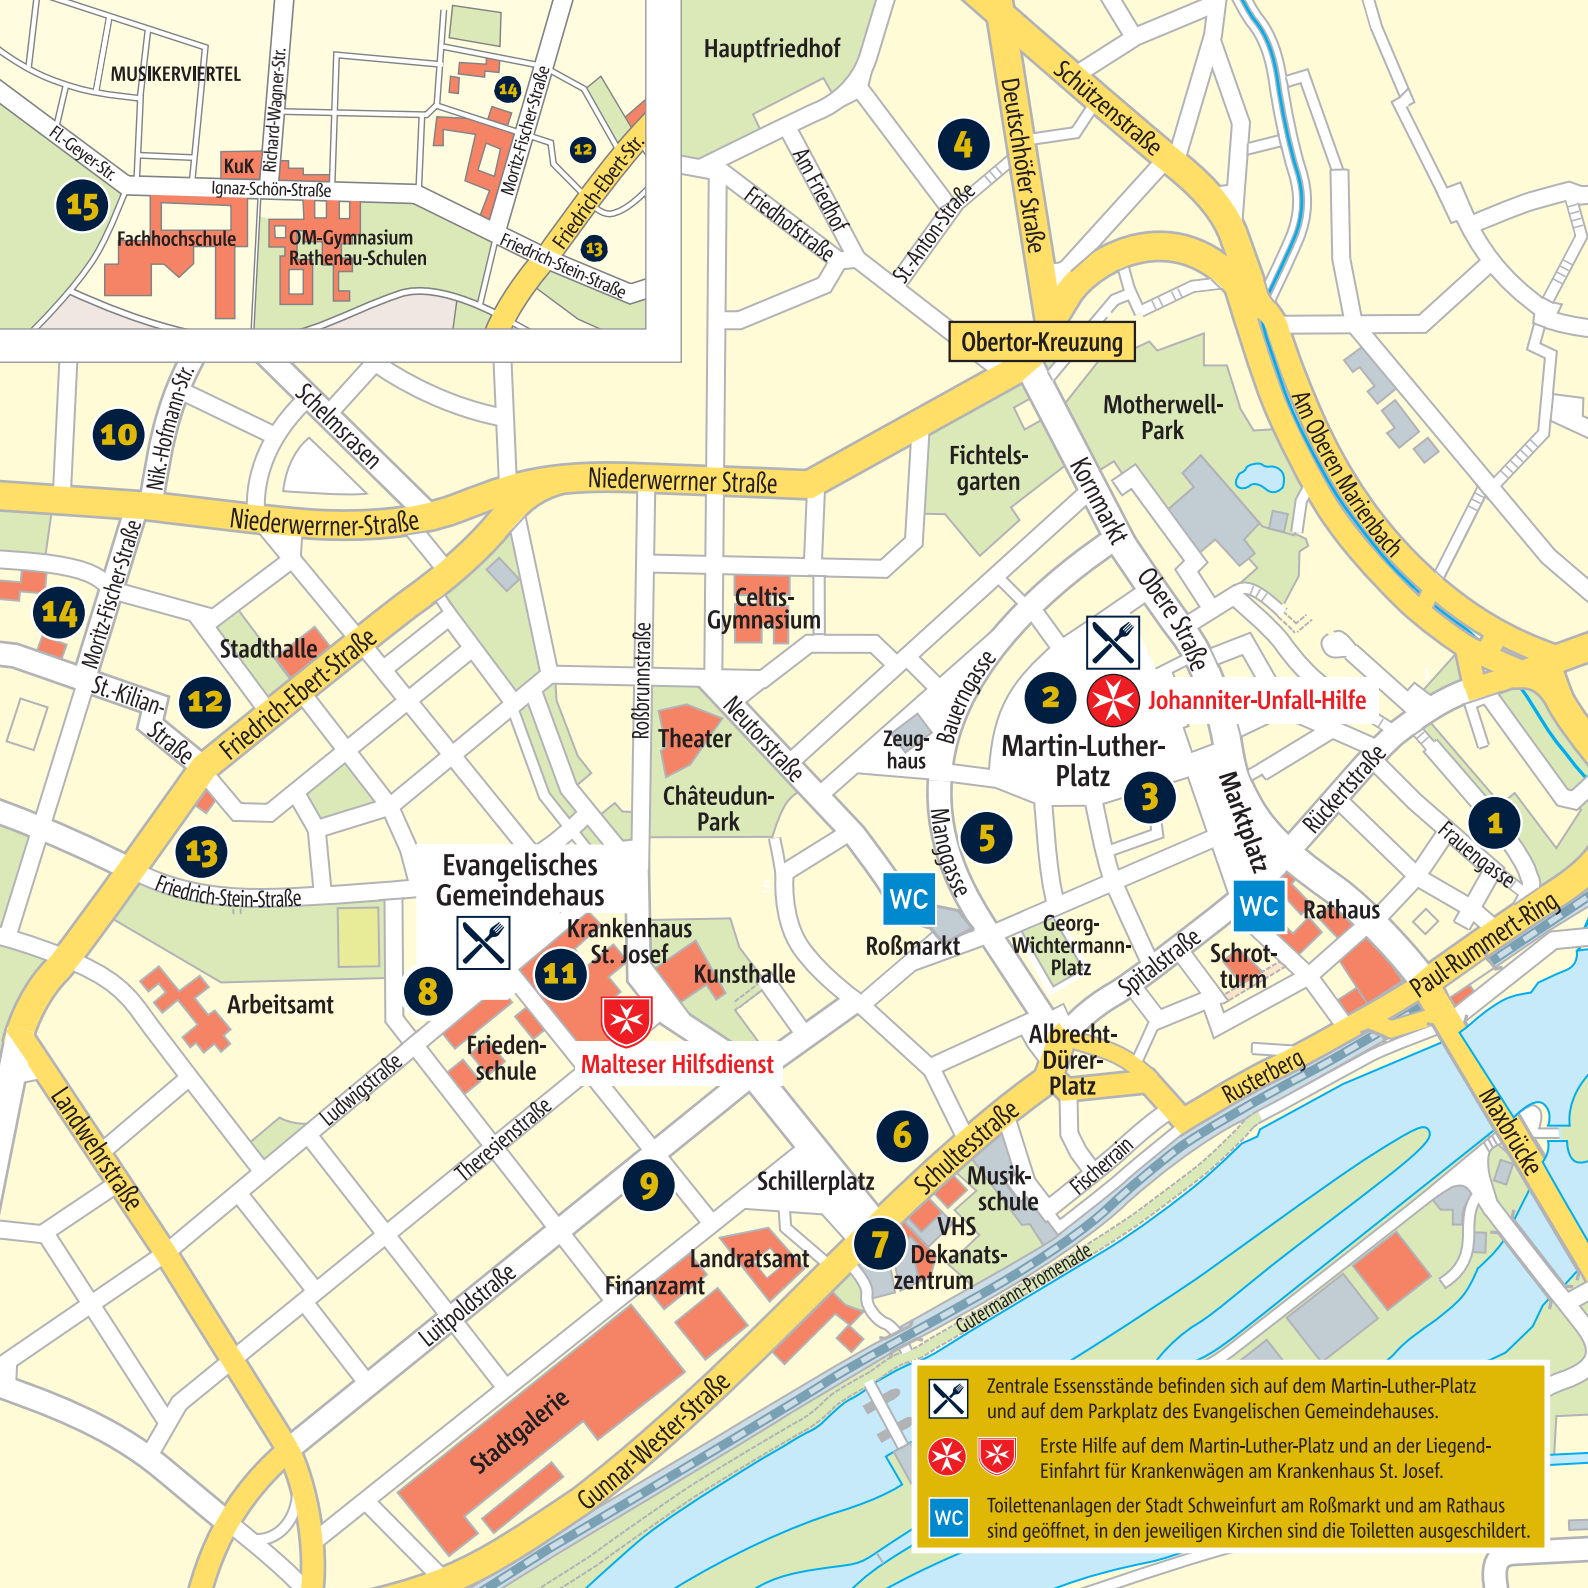 MUSIKERVIERTEL
Richard-Wagner-Str.
Fl.-Geyer-Str.
KuK
Ignaz-Schön-Straße
15
Fachhochschule
OM-Gymnasium
Rathenau-Schulen
14
Moritz-Fischer-Straße
12
Friedrich-Ebert-Str.
13
Friedrich-Stein-Straße
Hauptfriedhof
Deutschhöfer Straße
Schützenstraße
4
Am Friedhof
Friedhofstraße
St.-Anton-Straße
Obertor-Kreuzung
Motherwell-
Park
Am Oberen Marienbach
Fichtels-
garten
Kornmarkt
10
Nik.-Hofmann-Str.
Schelmsrasen
Niederwerrner Straße
Niederwerrner-Straße
14
Moritz-Fischer-Straße
Stadthalle
St.-Kilian-
Straße
12
Friedrich-Ebert-Straße
Celtis-
Gymnasium
Roßbrunnstraße
Obere Straße
2
Johanniter-Unfall-Hilfe
Martin-Luther-
Platz
3
Bauerngasse
Zeug-
haus
Neutorstraße
Theater
Châteudun-
Park
Manggasse
5
Marktplatz
Rückertstraße
Frauengasse
1
13
Friedrich-Stein-Straße
Evangelisches
Gemeindehaus
Krankenhaus
St. Josef
11
8
Kunsthalle
WC
Roßmarkt
Georg-
Wichtermann-
Platz
Spitalstraße
WC
Rathaus
Schrot-
turm
Paul-Rummert-Ring
Arbeitsamt
Frieden-
schule
Malteser Hilfsdienst
Albrecht-
Dürer-
Platz
Rusterberg
Maxbrücke
Landwehrstraße
Ludwigstraße
Theresienstraße
9
6
Schultesstraße
Schillerplatz
Musik-
schule
Fischerrain
7
VHS
Dekanats-
zentrum
Gutermann-Promenade
Landratsamt
Finanzamt
Luitpoldstraße
Stadtgalerie
Gunnar-Wester-Straße
Zentrale Essensstände befinden sich auf dem Martin-Luther-Platz
und auf dem Parkplatz des Evangelischen Gemeindehauses.
Erste Hilfe auf dem Martin-Luther-Platz und an der Liegend-
Einfahrt für Krankenwägen am Krankenhaus St. Josef.
WC
Toilettenanlagen der Stadt Schweinfurt am Roßmarkt und am Rathaus
sind geöffnet, in den jeweiligen Kirchen sind die Toiletten ausgeschildert.